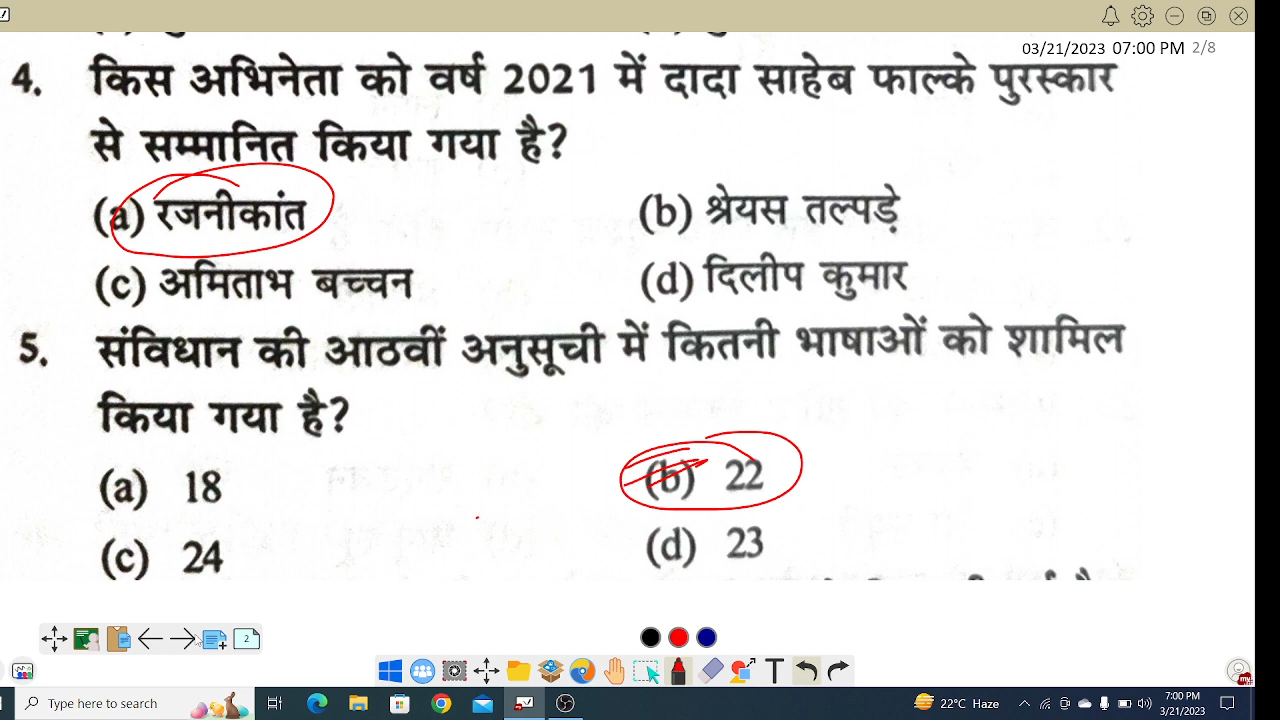 03/21/2023 07:00 PM 2/8
4. किस अभिनेता को वर्ष 2021 में दादा साहेब फाल्के पुरस्कार
से सम्मानित किया गया है?
(a) रजनीकांत (b) श्रेयस तल्पड़े
(c) अमिताभ बच्चन (d) दिलीप कुमार
5. संविधान की आठवीं अनुसूची में कितनी भाषाओं को शामिल
किया गया है?
(a) 18 (b) 22
(c) 24 (d) 23
2
T
Type here to search
22°C Haze
7:00 PM
3/21/2023